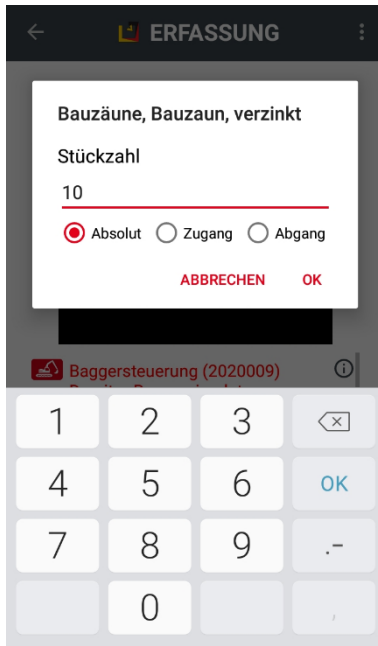 ERFASSUNG
Bauzäune, Bauzaun, verzinkt
Stückzahl
10
Absolut Zugang Abgang
ABBRECHEN OK
Baggersteuerung (2020009)
1 2 3
4 5 6 OK
7 8 9 .-
0 ,